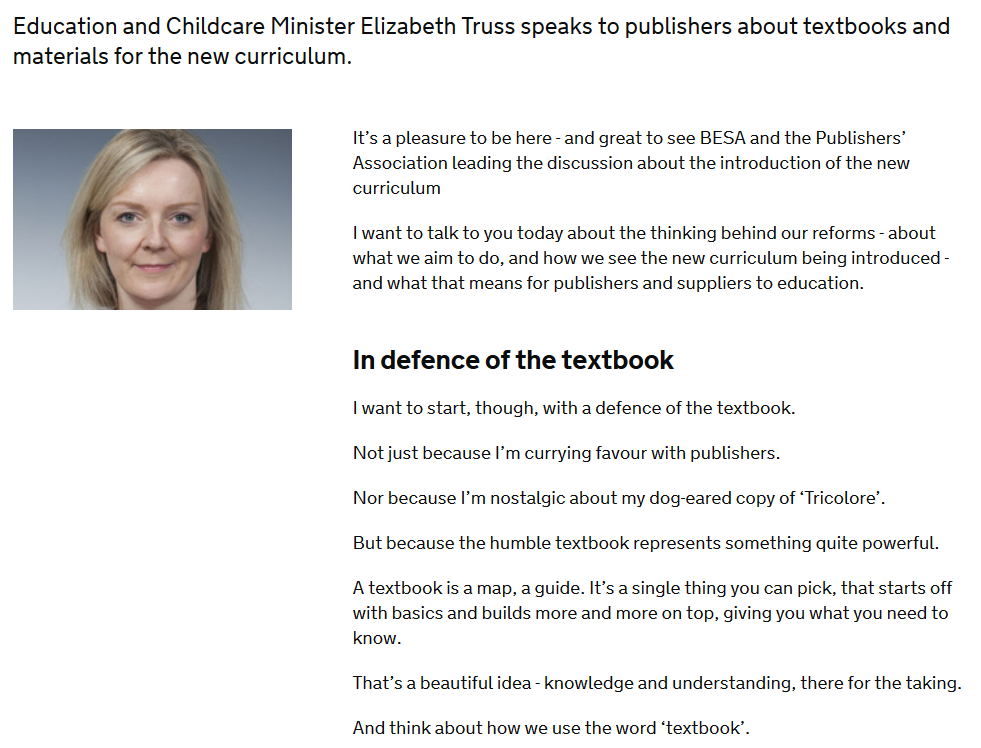 Education and Childcare Minister Elizabeth Truss speaks to publishers about textbooks and
materials for the new curriculum.
It’s a pleasure to be here - and great to see BESA and the Publishers’
Association leading the discussion about the introduction of the new
curriculum
I want to talk to you today about the thinking behind our reforms - about
what we aim to do, and how we see the new curriculum being introduced -
and what that means for publishers and suppliers to education.
In defence of the textbook
I want to start, though, with a defence of the textbook.
Not just because I’m currying favour with publishers.
Nor because I’m nostalgic about my dog-eared copy of ‘Tricolore’.
But because the humble textbook represents something quite powerful.
A textbook is a map, a guide. It’s a single thing you can pick, that starts off
with basics and builds more and more on top, giving you what you need to
know.
That’s a beautiful idea - knowledge and understanding, there for the taking.
And think about how we use the word ‘textbook’.